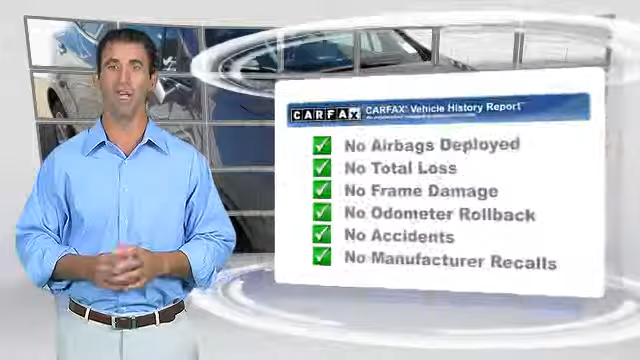 CARFAX CARFAX Vehicle History Report™
No Airbags Deployed
No Total Loss
No Frame Damage
No Odometer Rollback
No Accidents
No Manufacturer Recalls